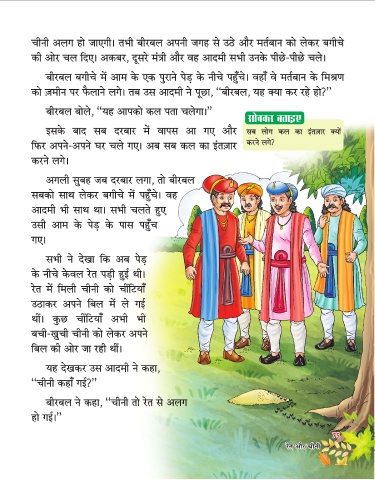 चीनी अलग हो जाएगी। तभी बीरबल अपनी जगह से उठे और मर्तबान को लेकर बगीचे
की ओर चल दिए। अकबर, दूसरे मंत्री और वह आदमी सभी उनके पीछे-पीछे चले।
बीरबल बगीचे में आम के एक पुराने पेड़ के नीचे पहुँचे। वहाँ वे मर्तबान के मिश्रण
को ज़मीन पर फैलाने लगे। तब उस आदमी ने पूछा, “बीरबल, यह क्या कर रहे हो?”
बीरबल बोले, “यह आपको कल पता चलेगा।”
इसके बाद सब दरबार में वापस आ गए और
फिर अपने-अपने घर चले गए। अब सब कल का इंतज़ार
करने लगे।
सोचकर बताइए
सब लोग कल का इंतज़ार क्यों
करने लगे?
अगली सुबह जब दरबार लगा, तो बीरबल
सबको साथ लेकर बगीचे में पहुँचे। वह
आदमी भी साथ था। सभी चलते हुए
उसी आम के पेड़ के पास पहुँच
गए।
सभी ने देखा कि अब पेड़
के नीचे केवल रेत पड़ी हुई थी।
रेत में मिली चीनी को चींटियाँ
उठाकर अपने बिल में ले गई
थीं। कुछ चींटियाँ अभी भी
बची-खुची चीनी को लेकर अपने
बिल की ओर जा रही थीं।
यह देखकर उस आदमी ने कहा,
“चीनी कहाँ गई?”
बीरबल ने कहा, “चीनी तो रेत से अलग
हो गई।”
रेत और चीनी